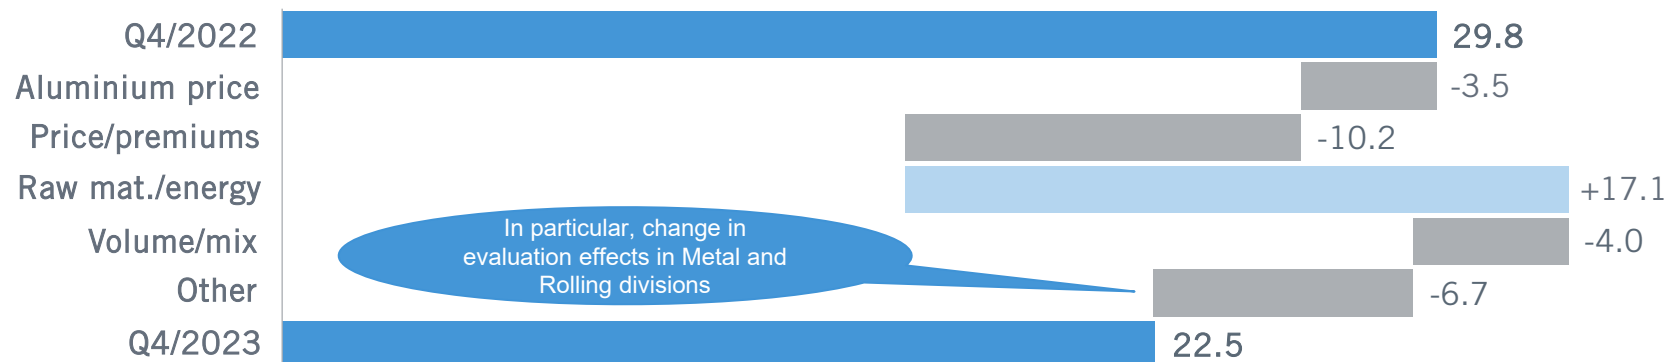 Q4/2022 29.8
Aluminium price -3.5
Price/premiums -10.2
Raw mat./energy +17.1
Volume/mix -4.0
In particular, change in
evaluation effects in Metal and
Rolling divisions
Other -6.7
Q4/2023 22.5